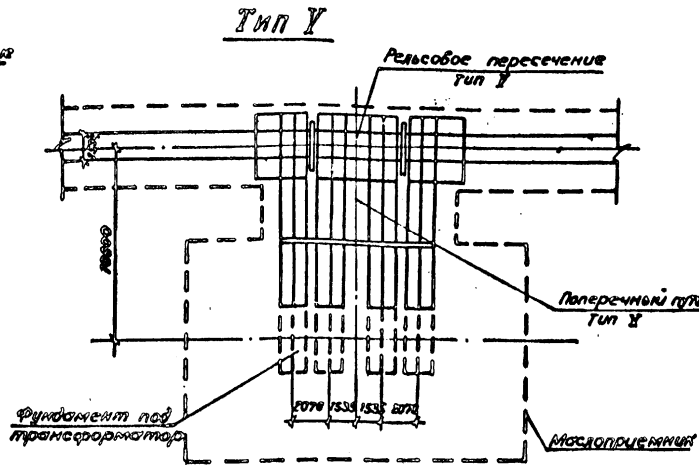 Тип V
Рельсовое пересечение
тип V
10000
Поперечный путь
тип V
2070 1535 1535 2070
Фундамент под
трансформатор
Маслоприемник